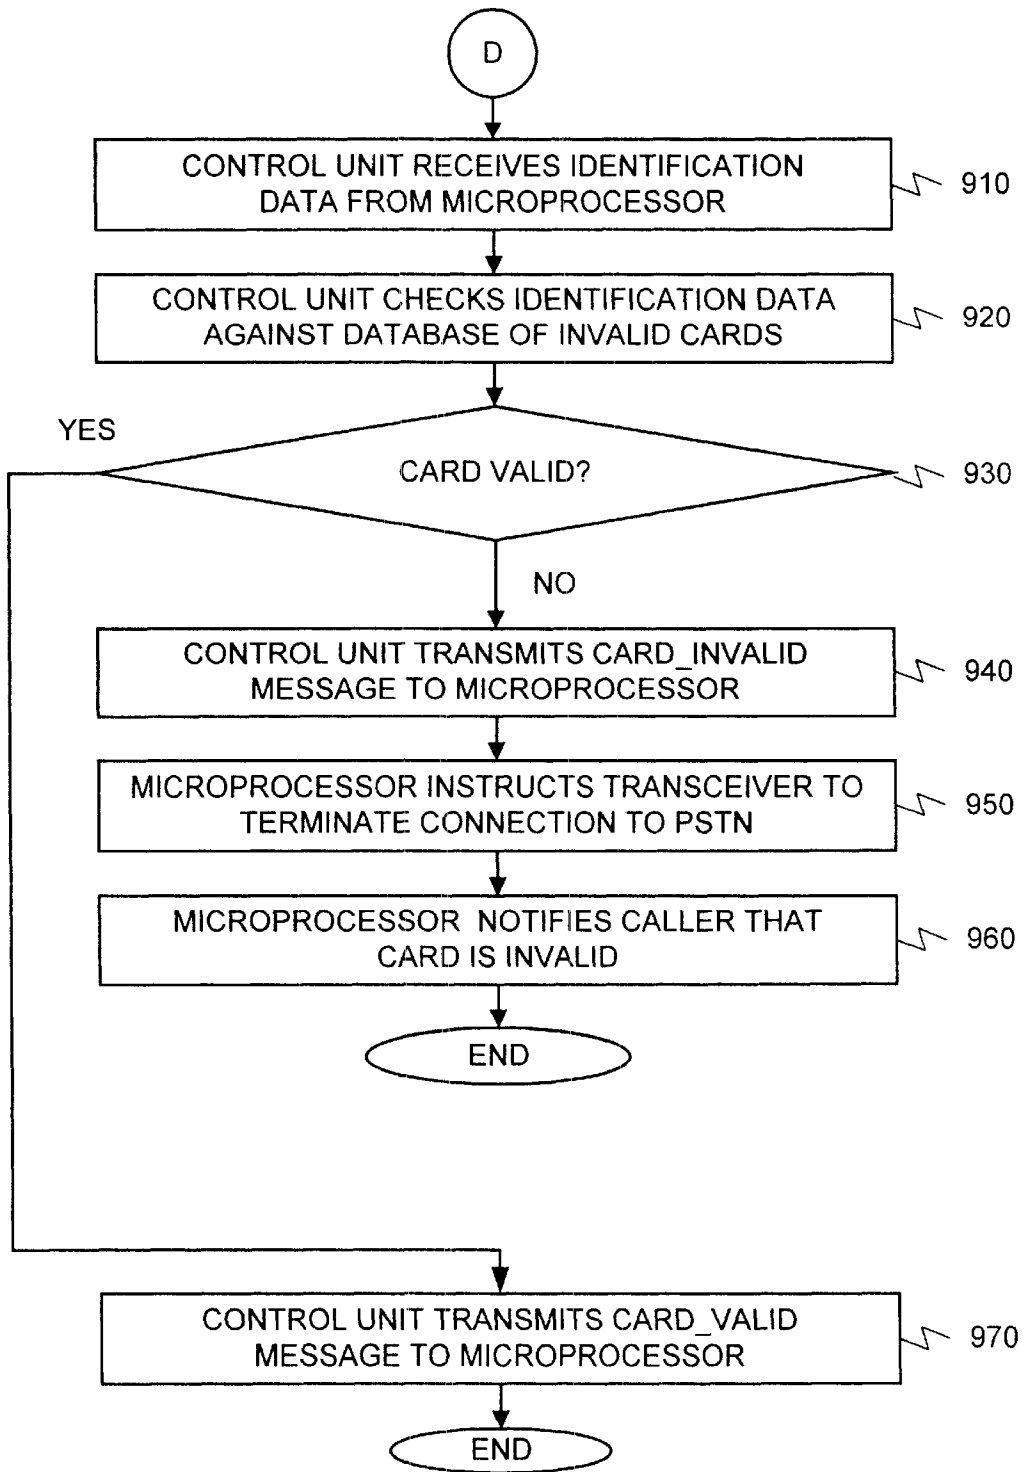 D
CONTROL UNIT RECEIVES IDENTIFICATION
DATA FROM MICROPROCESSOR
910
CONTROL UNIT CHECKS IDENTIFICATION DATA
AGAINST DATABASE OF INVALID CARDS
920
YES
CARD VALID?
930
NO
CONTROL UNIT TRANSMITS CARD_INVALID
MESSAGE TO MICROPROCESSOR
940
MICROPROCESSOR INSTRUCTS TRANSCEIVER TO
TERMINATE CONNECTION TO PSTN
950
MICROPROCESSOR NOTIFIES CALLER THAT
CARD IS INVALID
960
END
CONTROL UNIT TRANSMITS CARD_VALID
MESSAGE TO MICROPROCESSOR
970
END